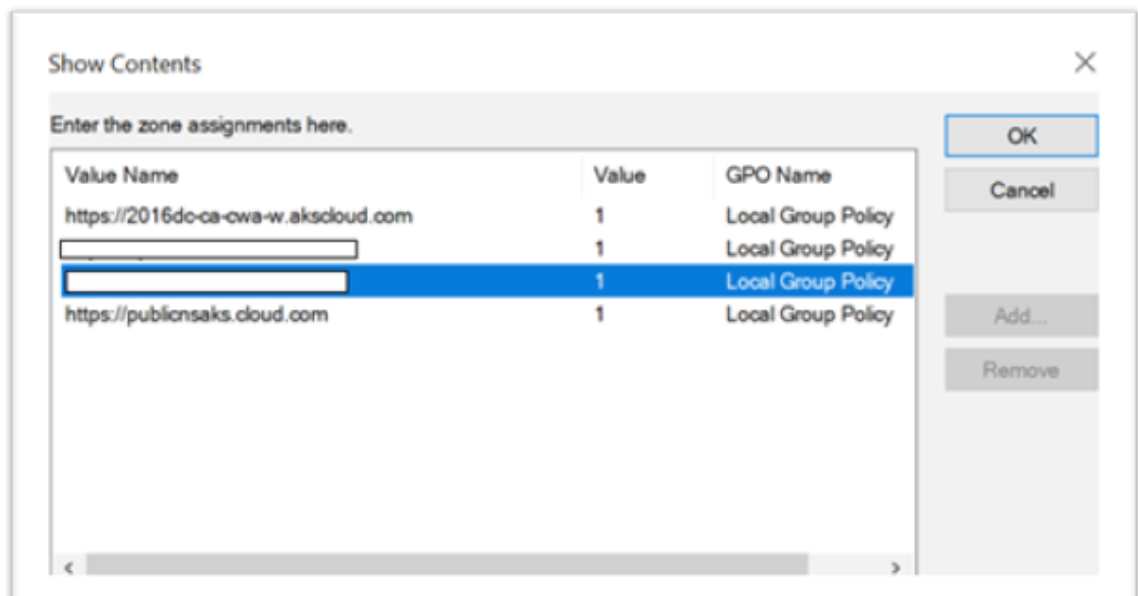 Show Contents
Enter the zone assignments here.
OK
Value Name Value GPO Name
Cancel
https://2016dc-ca-cwa-w.akscloud.com 1 Local Group Policy
1 Local Group Policy
1 Local Group Policy
https://publicnsaks.cloud.com 1 Local Group Policy
Add...
Remove